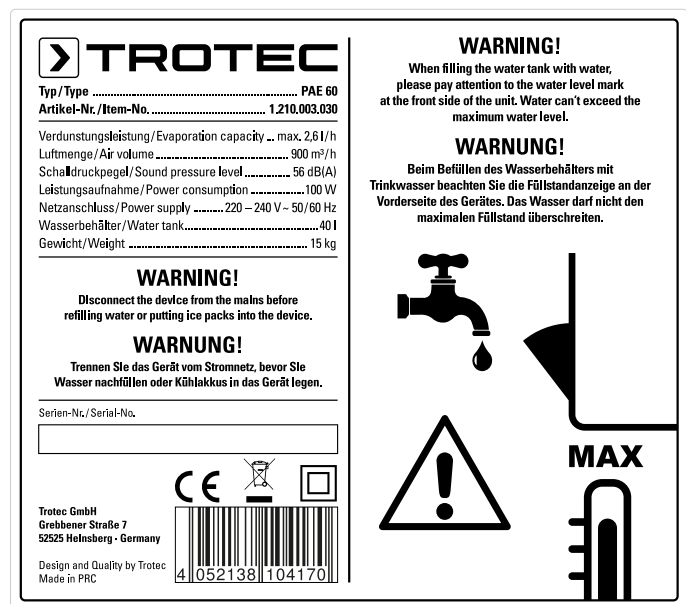 TROTEC
Typ/Type ........................................................ PAE 60
Artikel-Nr./Item-No. ............................ 1.210.003.030
Verdunstungsleistung/Evaporation capacity ... max. 2,6 l/h
Luftmenge/Air volume ................................ 900 m³/h
Schalldruckpegel/Sound pressure level ............ 56 dB(A)
Leistungsaufnahme/Power consumption ................ 100 W
Netzanschluss/Power supply ......... 220 – 240 V ~ 50/60 Hz
Wasserbehälter/Water tank ........................................ 40 l
Gewicht/Weight ................................................ 15 kg
WARNING!
Disconnect the device from the mains before
refilling water or putting ice packs into the device.
WARNUNG!
Trennen Sie das Gerät vom Stromnetz, bevor Sie
Wasser nachfüllen oder Kühlakkus in das Gerät legen.
Serien-Nr./Serial-No.
CE
Trotec GmbH
Grebbener Straße 7
52525 Heinsberg · Germany
Design and Quality by Trotec
Made in PRC
4 052138 104170
WARNING!
When filling the water tank with water,
please pay attention to the water level mark
at the front side of the unit. Water can't exceed the
maximum water level.
WARNUNG!
Beim Befüllen des Wasserbehälters mit
Trinkwasser beachten Sie die Füllstandanzeige an der
Vorderseite des Gerätes. Das Wasser darf nicht den
maximalen Füllstand überschreiten.
MAX